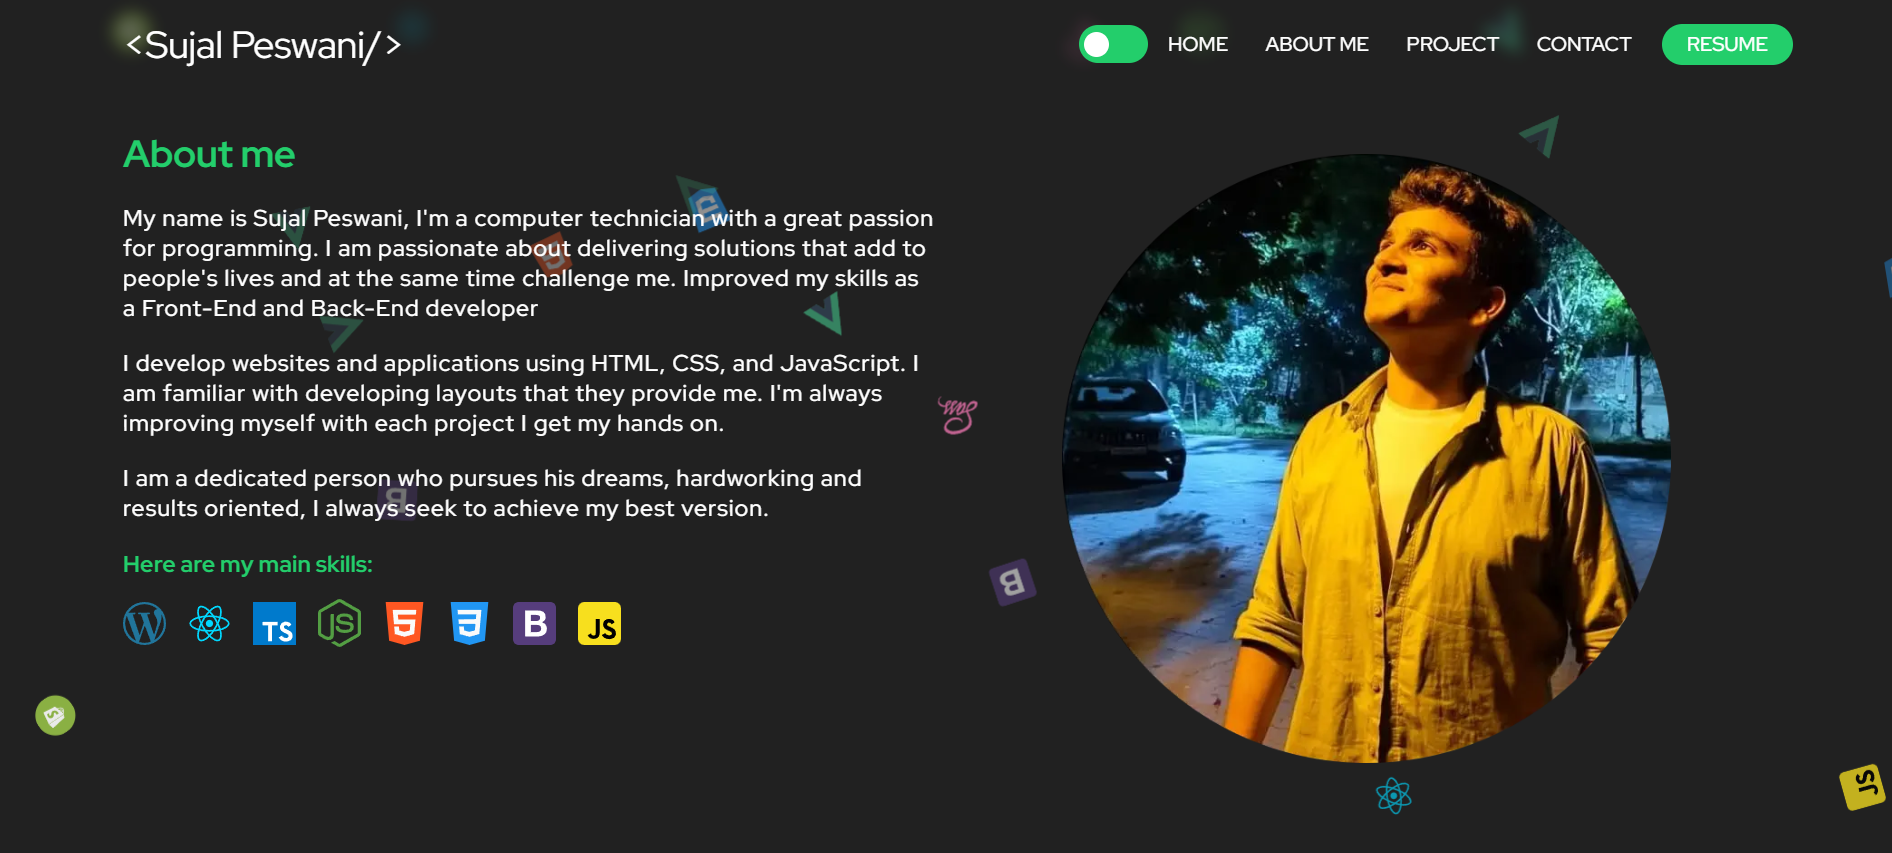 <Sujal Peswani/>
HOME
ABOUT ME
PROJECT
CONTACT
RESUME
About me
My name is Sujal Peswani, I'm a computer technician with a great passion
for programming. I am passionate about delivering solutions that add to
people's lives and at the same time challenge me. Improved my skills as
a Front-End and Back-End developer
I develop websites and applications using HTML, CSS, and JavaScript. I
am familiar with developing layouts that they provide me. I'm always
improving myself with each project I get my hands on.
I am a dedicated person who pursues his dreams, hardworking and
results oriented, I always seek to achieve my best version.
Here are my main skills:
W
TS
JS
5
3
B
JS
B
B
JS